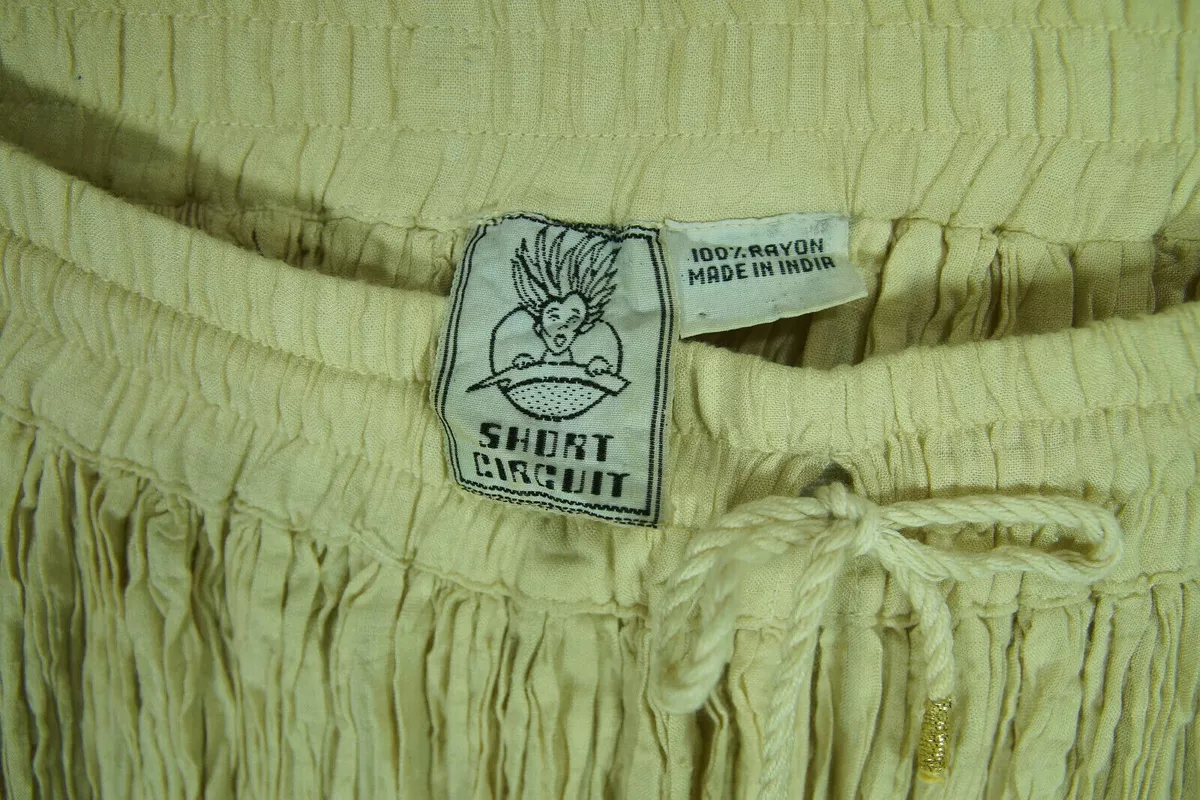 SHORT
CIRCUIT
100% RAYON
MADE IN INDIA